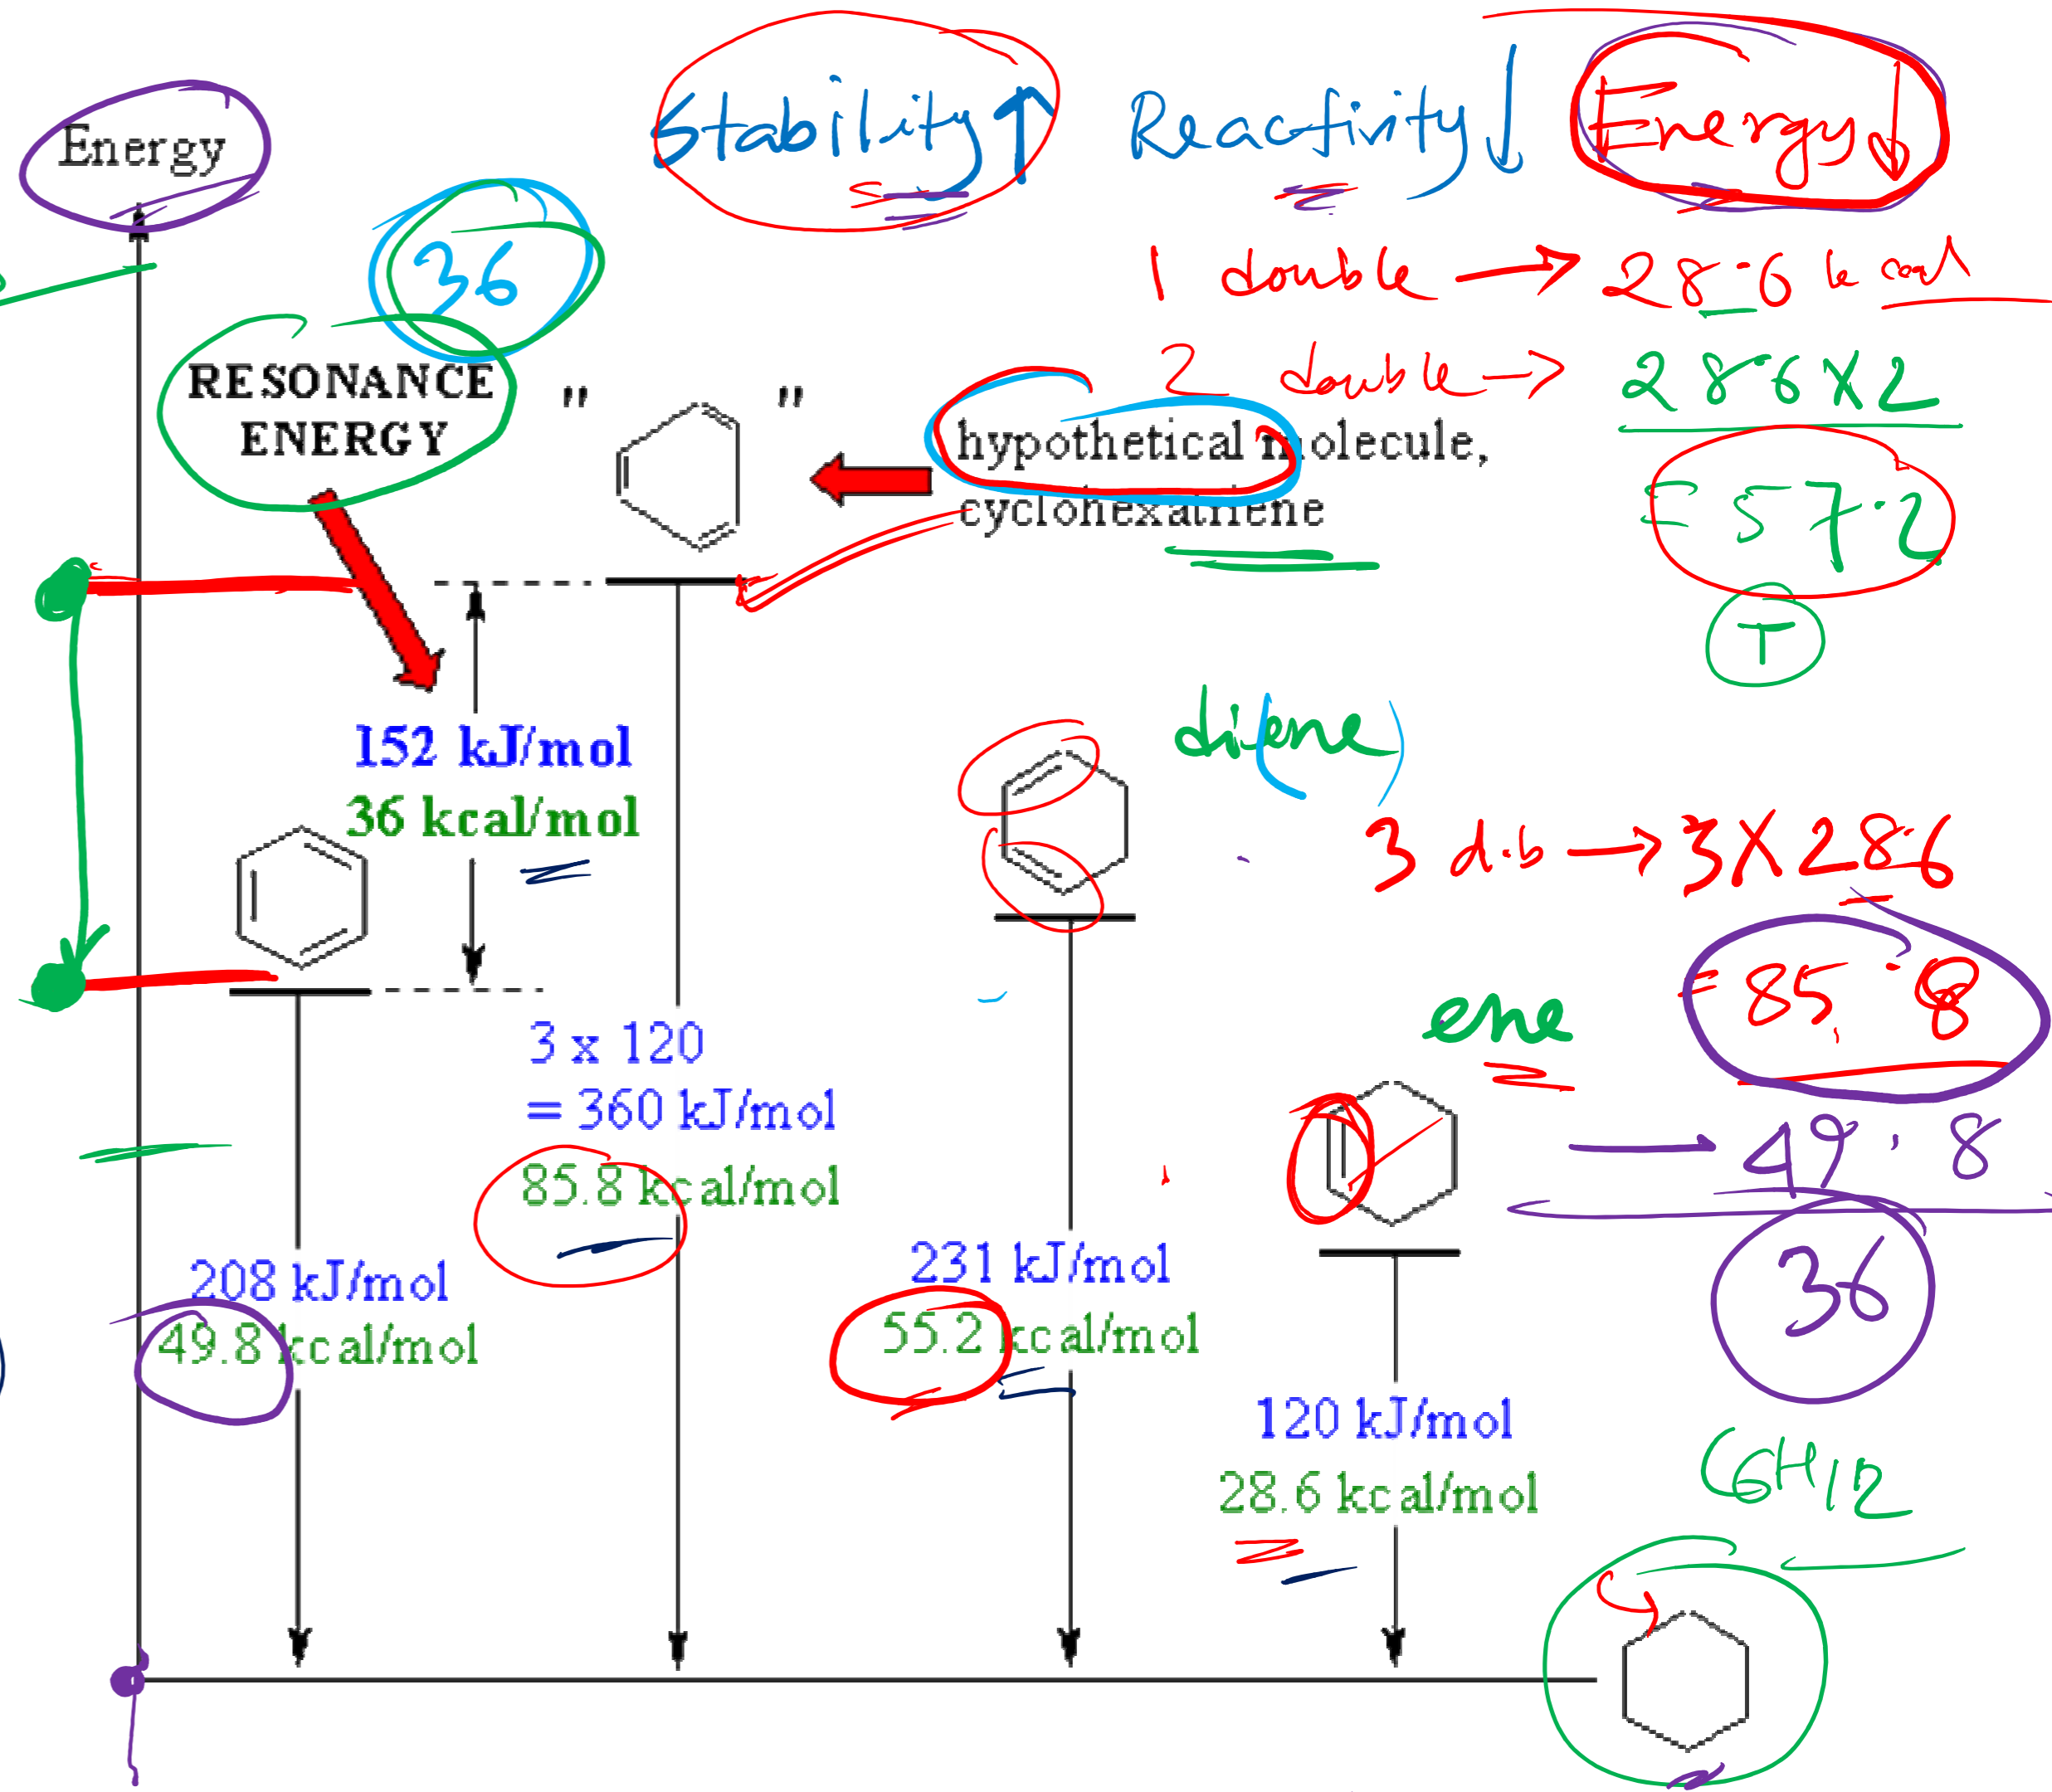 Stability↑ Reactivity↓ Energy↓
Energy
36
1 double → 28.6 kcal
RESONANCE
ENERGY
2 double → 28.6 X 2
" "
hypothetical molecule,
cyclohexatriene
= 57.2
T
152 kJ/mol
36 kcal/mol
diene
3 d.b → 3 X 286
= 85.8
ene
3 x 120
= 360 kJ/mol
85.8 kcal/mol
→ 49.8
36
208 kJ/mol
49.8 kcal/mol
231 kJ/mol
55.2 kcal/mol
120 kJ/mol
28.6 kcal/mol
C6H12